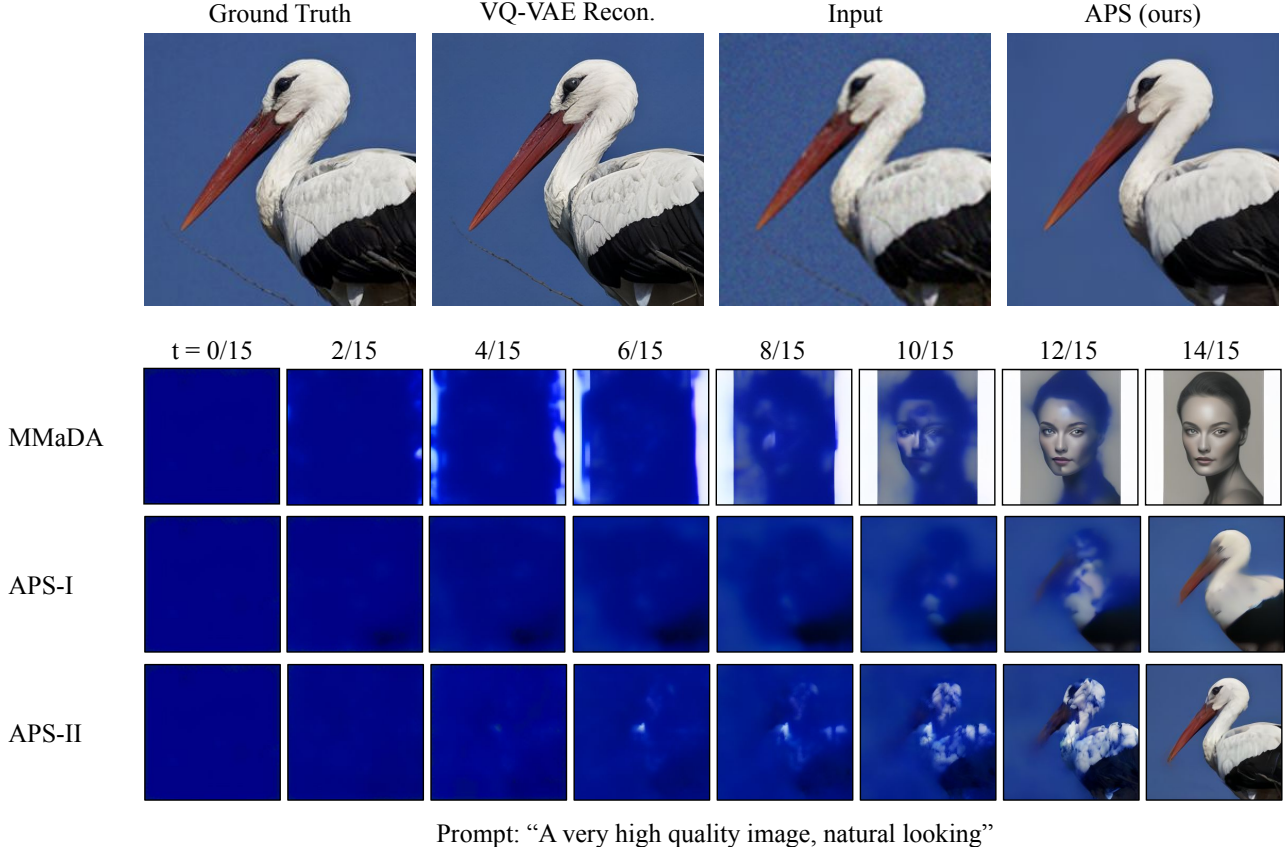 Ground Truth VQ-VAE Recon. Input APS (ours)
t = 0/15 2/15 4/15 6/15 8/15 10/15 12/15 14/15
MMaDA
APS-I
APS-II
Prompt: “A very high quality image, natural looking”